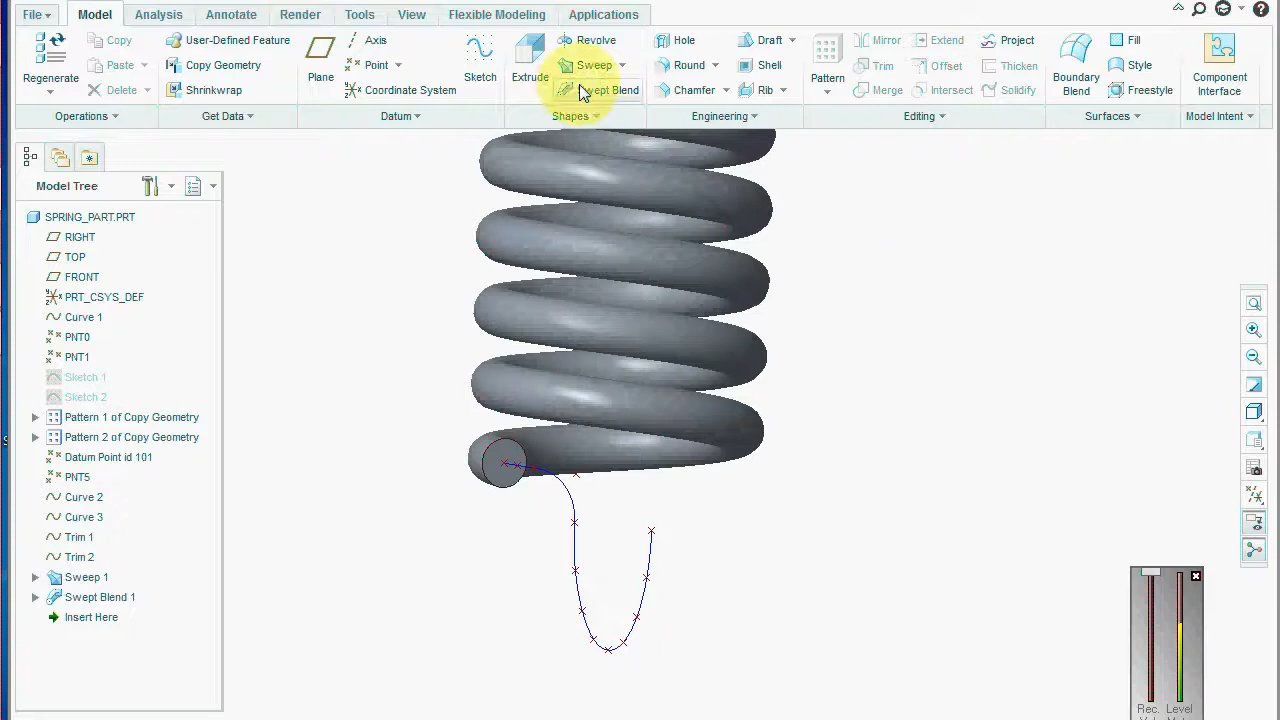 File Model Analysis Annotate Render Tools View Flexible Modeling Applications
Regenerate Copy Delete Operations
User-Defined Feature Copy Geometry Shrinkwrap Get Data
Plane Axis Point Coordinate System Sketch Datum
Extrude Revolve Sweep Blend Shapes
Hole Round Chamfer Draft Shell Rib Engineering
Pattern Mirror Trim Merge Extend Offset Intersect Project Thicken Solidify Editing
Boundary Blend Fill Style Freestyle Surfaces
Component Interface Model Intent
Model Tree
SPRING_PART.PRT
RIGHT
TOP
FRONT
PRT_CSYS_DEF
Curve 1
PNT0
PNT1
Sketch 1
Sketch 2
Pattern 1 of Copy Geometry
Pattern 2 of Copy Geometry
Datum Point id 101
PNT5
Curve 2
Curve 3
Trim 1
Trim 2
Sweep 1
Swept Blend 1
Insert Here
Rec. Level